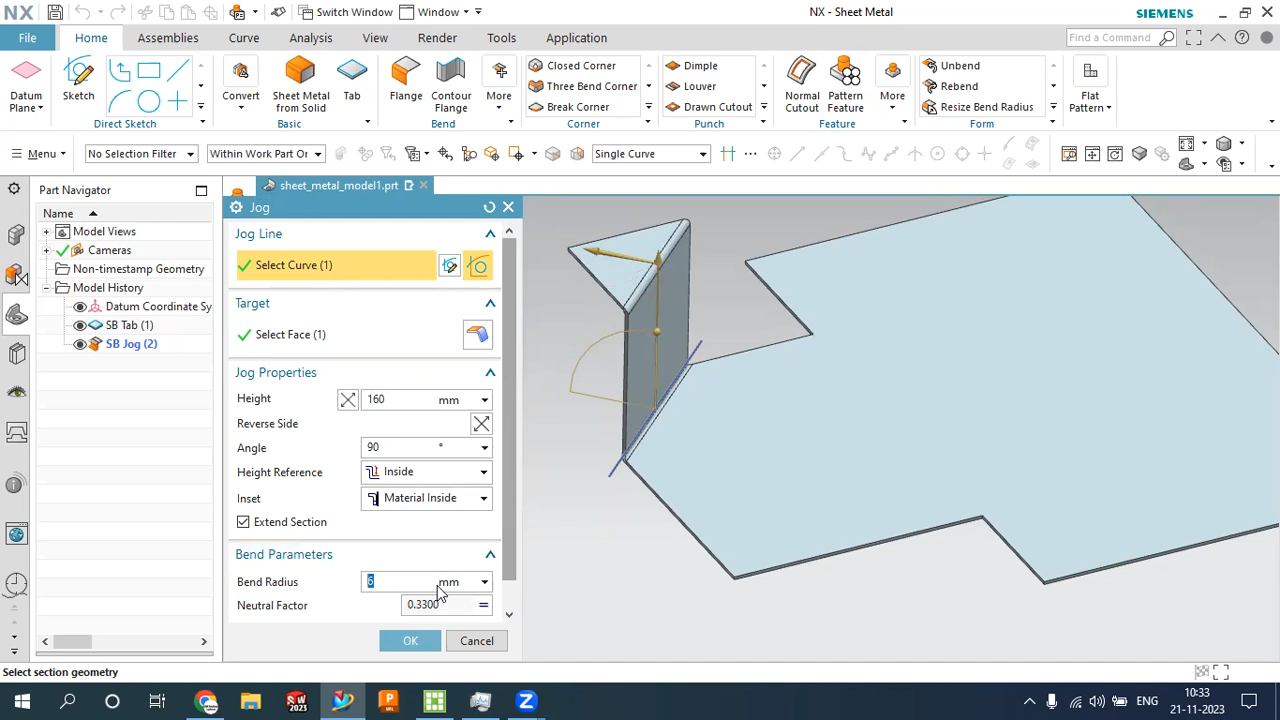 NX Switch Window Window NX - Sheet Metal SIEMENS
File Home Assemblies Curve Analysis View Render Tools Application Find a Command
Datum Plane Sketch Convert Sheet Metal from Solid Tab Flange Contour Flange More Closed Corner Dimple Normal Cutout Pattern Feature More Unbend Flat Pattern
Three Bend Corner Louver Rebend
Break Corner Drawn Cutout Resize Bend Radius
Direct Sketch Basic Bend Corner Punch Feature Form
Menu No Selection Filter Within Work Part On Single Curve
Part Navigator sheet_metal_model1.prt
Name Jog
Model Views Jog Line
Cameras Select Curve (1)
Non-timestamp Geometry
Model History Target
Datum Coordinate Sy
SB Tab (1) Select Face (1)
SB Jog (2)
Jog Properties
Height 160 mm
Reverse Side
Angle 90 °
Height Reference Inside
Inset Material Inside
Extend Section
Bend Parameters
Bend Radius 6 mm
Neutral Factor 0.3300
OK Cancel
Select section geometry
SW 2023 P ENG 10:33
21-11-2023